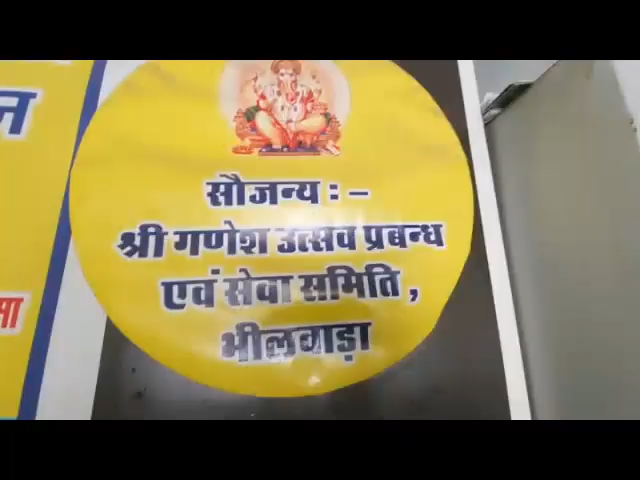 सौजन्य : –
श्री गणेश उत्सव प्रबन्ध
एवं सेवा समिति ,
भीलवाड़ा